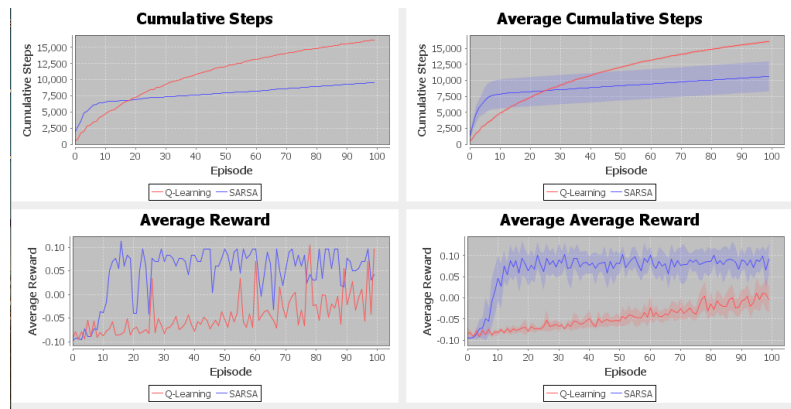 Cumulative Steps
Cumulative Steps
15,000
12,500
10,000
7,500
5,000
2,500
0
0 10 20 30 40 50 60 70 80 90 100
Episode
Q-Learning SARSA
Average Cumulative Steps
Cumulative Steps
15,000
12,500
10,000
7,500
5,000
2,500
0
0 10 20 30 40 50 60 70 80 90 100
Episode
Q-Learning SARSA
Average Reward
Average Reward
0.10
0.05
0.00
-0.05
-0.10
0 10 20 30 40 50 60 70 80 90 100
Episode
Q-Learning SARSA
Average Average Reward
Average Reward
0.10
0.05
0.00
-0.05
-0.10
0 10 20 30 40 50 60 70 80 90 100
Episode
Q-Learning SARSA